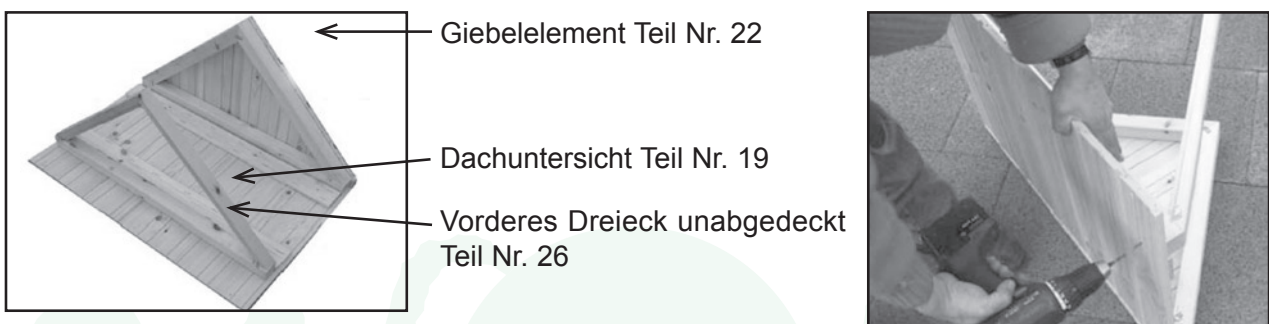 Giebelelement Teil Nr. 22
Dachuntersicht Teil Nr. 19
Vorderes Dreieck unabgedeckt
Teil Nr. 26